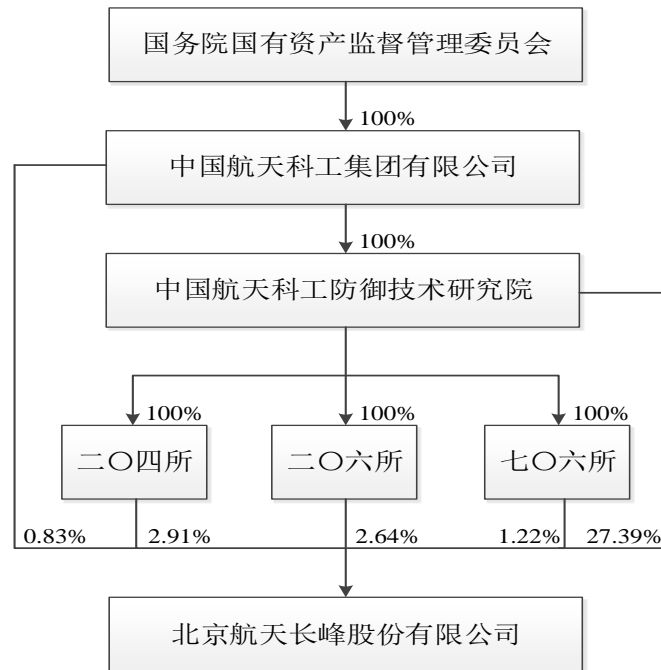 国务院国有资产监督管理委员会
100%
中国航天科工集团有限公司
100%
中国航天科工防御技术研究院
100% 100% 100%
二〇四所 二〇六所 七〇六所
0.83% 2.91% 2.64% 1.22% 27.39%
北京航天长峰股份有限公司